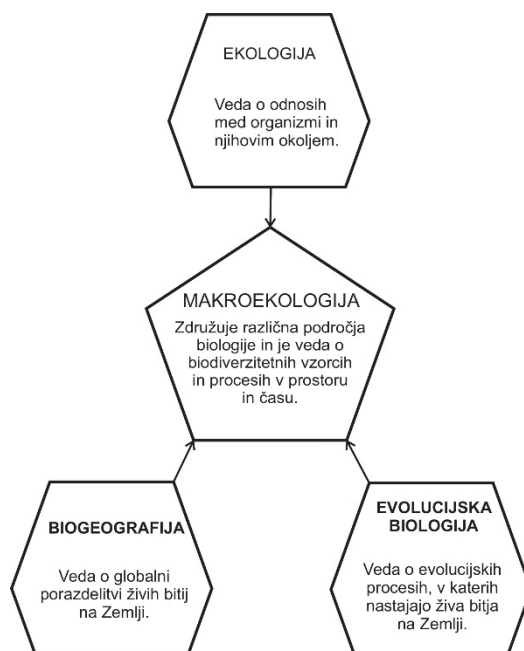 EKOLOGIJA
Veda o odnosih
med organizmi in
njihovim okoljem.
MAKROEKOLOGIJA
Združuje različna področja
biologije in je veda o
biodiverzitetnih vzorcih
in procesih v prostoru
in času.
BIOGEOGRAFIJA
Veda o globalni
porazdelitvi živih bitij
na Zemlji.
EVOLUCIJSKA
BIOLOGIJA
Veda o evolucijskih
procesih, v katerih
nastajajo živa bitja
na Zemlji.